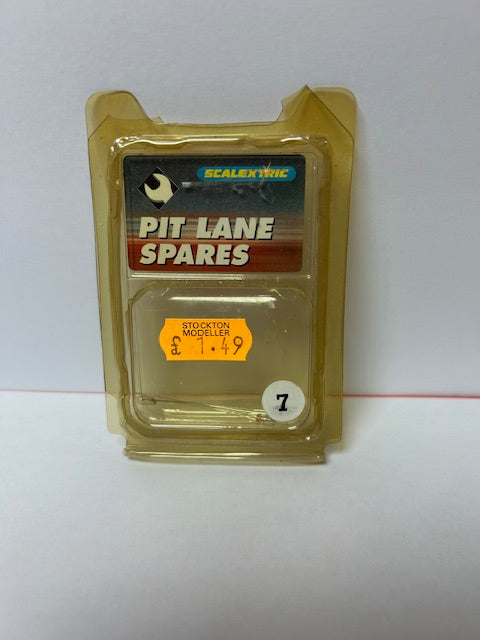 SCALEXTRIC
PIT LANE
SPARES
STOCKTON
MODELLER
£ 1.49
7